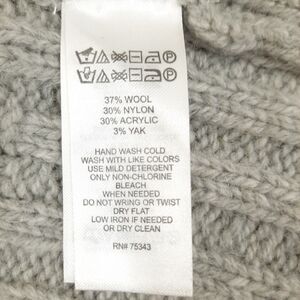 37% WOOL
30% NYLON
30% ACRYLIC
3% YAK
HAND WASH COLD
WASH WITH LIKE COLORS
USE MILD DETERGENT
ONLY NON-CHLORINE
BLEACH
WHEN NEEDED
DO NOT WRING OR TWIST
DRY FLAT
LOW IRON IF NEEDED
OR DRY CLEAN
RN# 75343